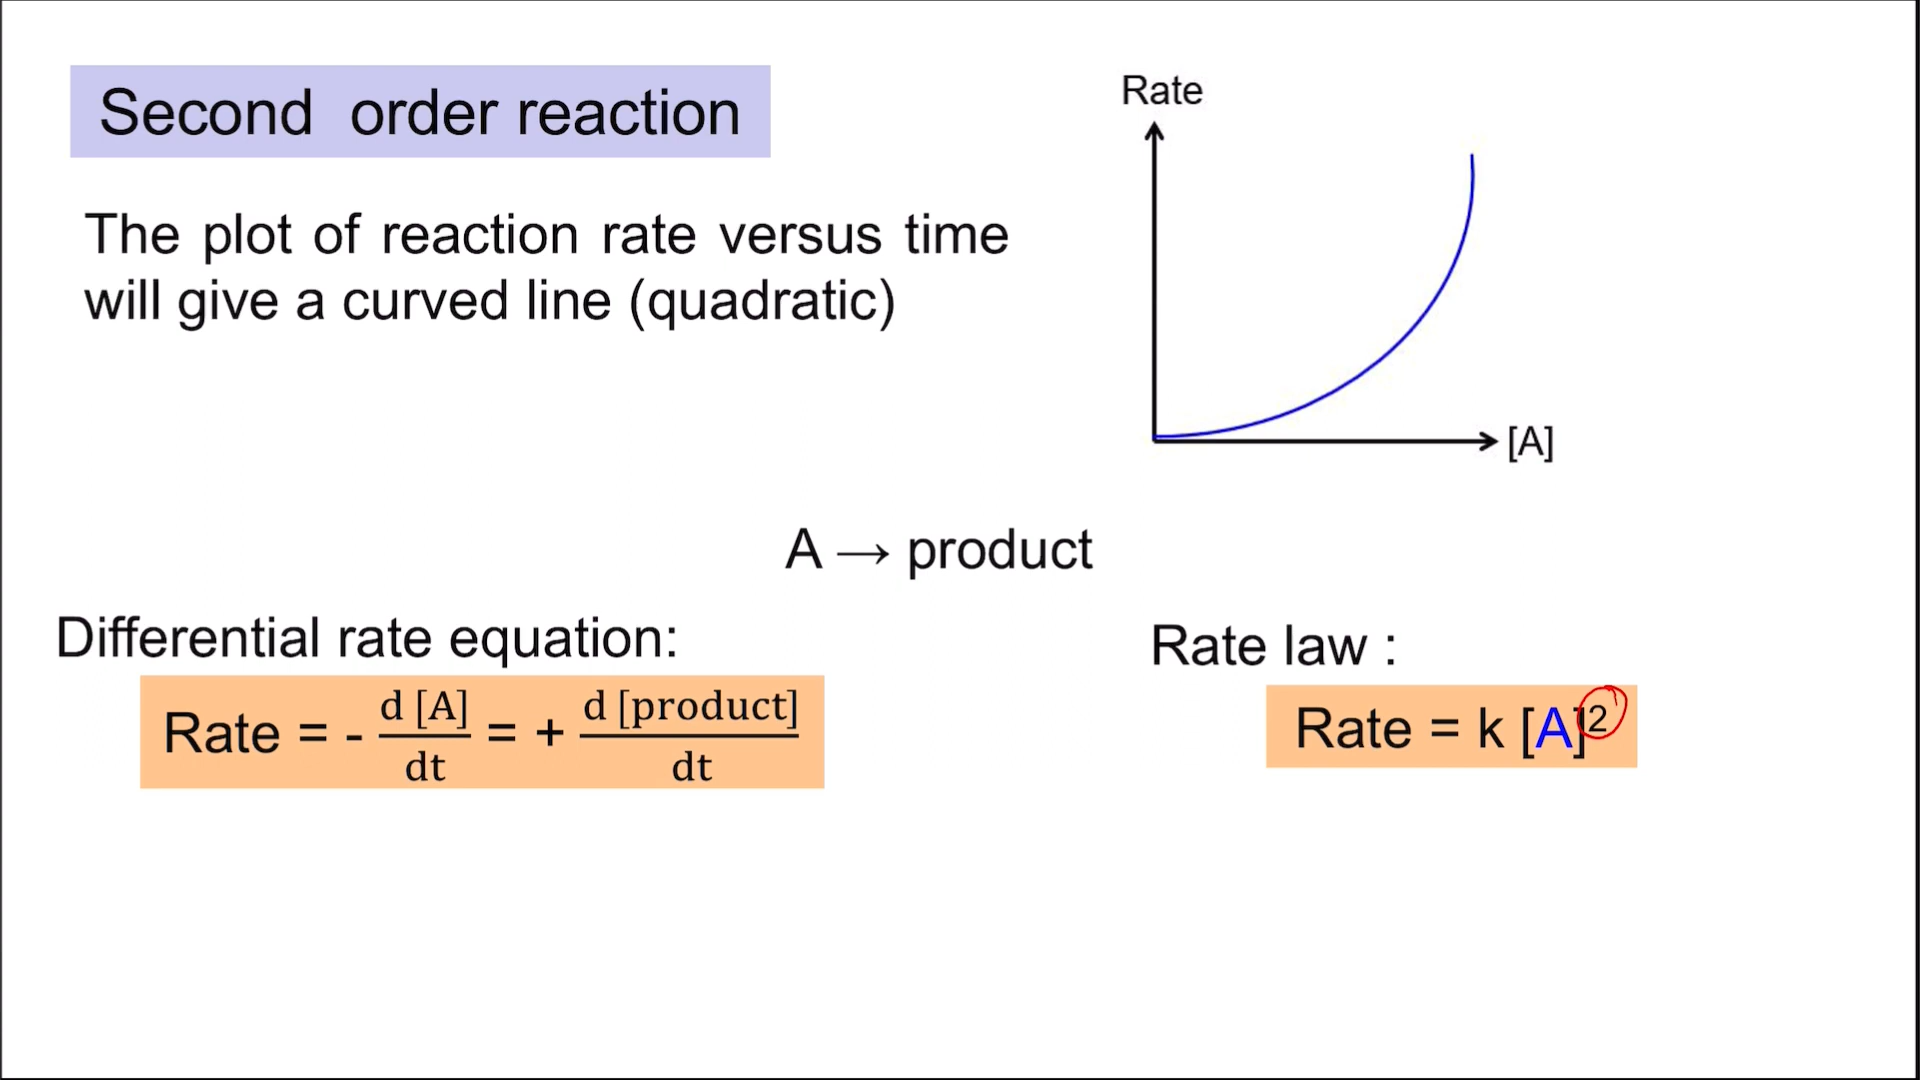 Second order reaction
The plot of reaction rate versus time
will give a curved line (quadratic)
Rate
[A]
A → product
Differential rate equation:
Rate = - d [A]/dt = + d [product]/dt
Rate law :
Rate = k [A]²